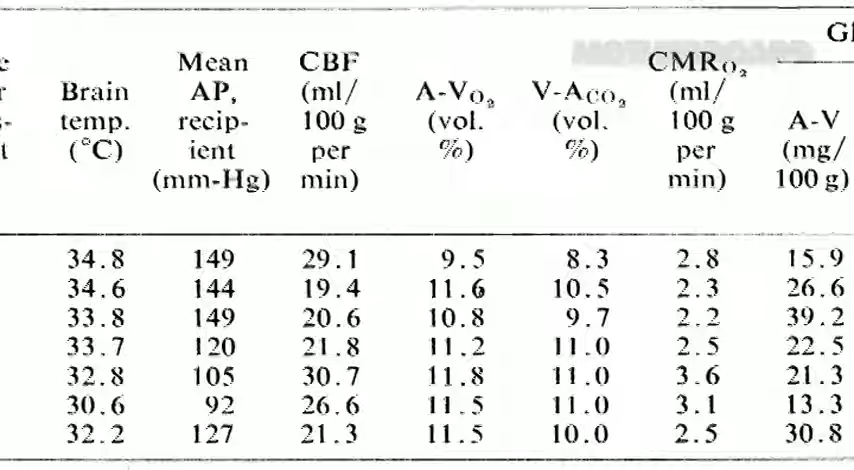 Gl
e Mean CBF CMRO₂
r Brain AP, (ml/ A-VO₂ V-ACO₂ (ml/
s- temp. recip- 100 g (vol. (vol. 100 g A-V
t (°C) ient per %) %) per (mg/
(mm-Hg) min) min) 100 g)
34.8 149 29.1 9.5 8.3 2.8 15.9
34.6 144 19.4 11.6 10.5 2.3 26.6
33.8 149 20.6 10.8 9.7 2.2 39.2
33.7 120 21.8 11.2 11.0 2.5 22.5
32.8 105 30.7 11.8 11.0 3.6 21.3
30.6 92 26.6 11.5 11.0 3.1 13.3
32.2 127 21.3 11.5 10.0 2.5 30.8